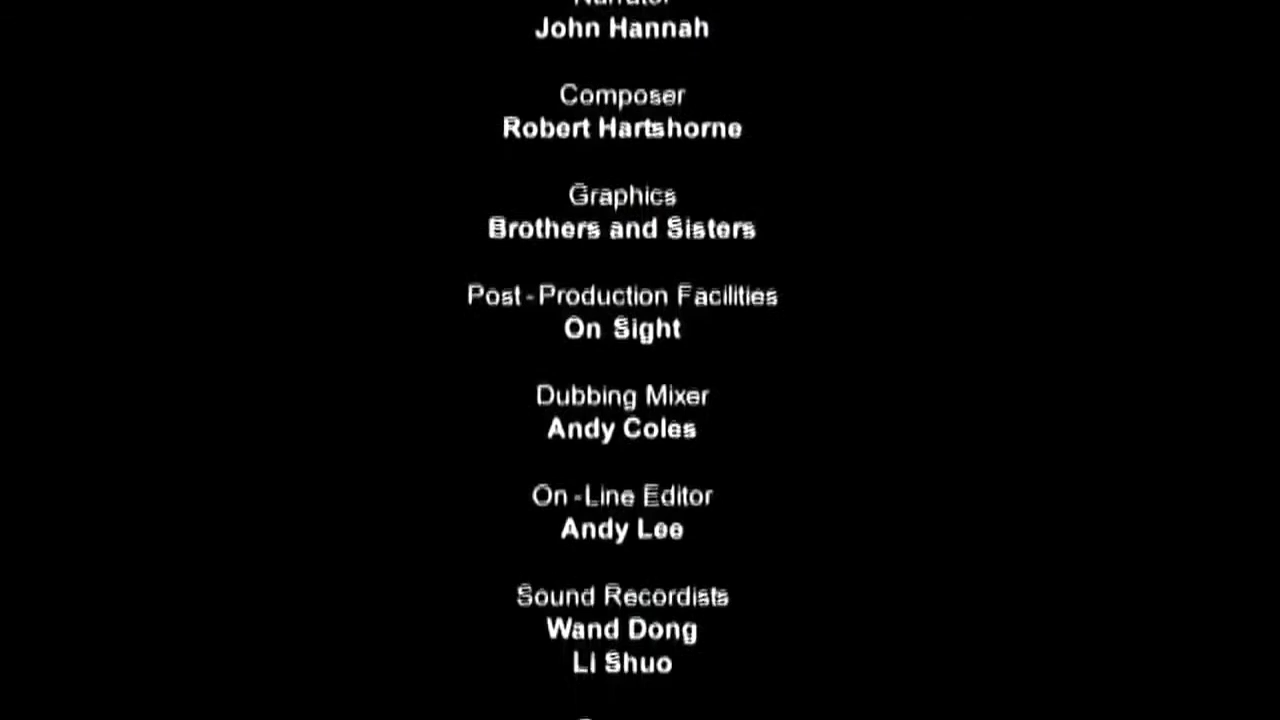 Narrator
John Hannah
Composer
Robert Hartshorne
Graphics
Brothers and Sisters
Post-Production Facilities
On Sight
Dubbing Mixer
Andy Coles
On-Line Editor
Andy Lee
Sound Recordists
Wand Dong
Li Shuo